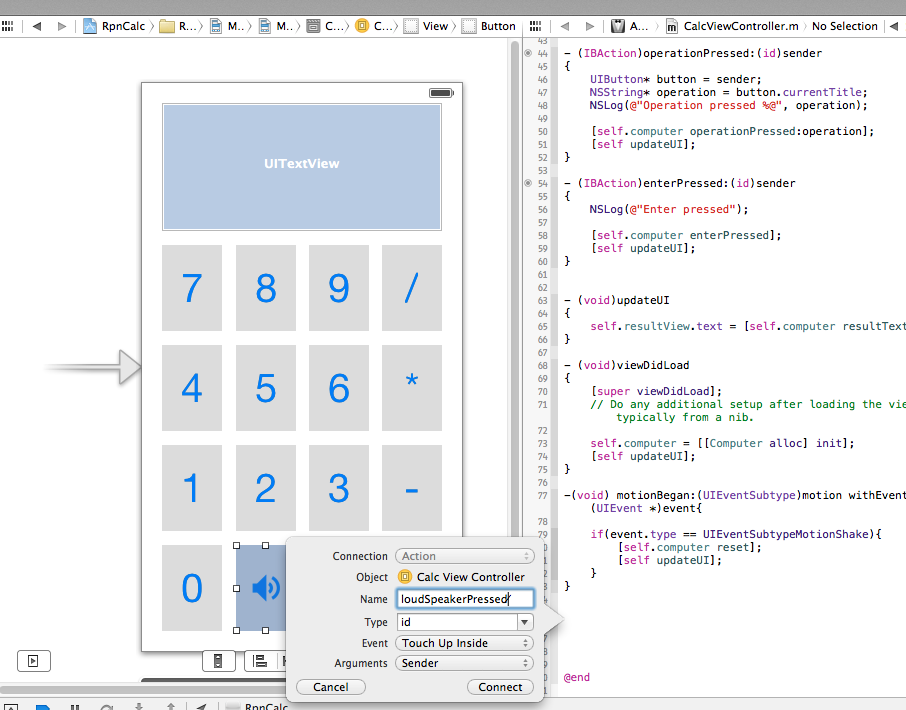 RpnCalc R... M.. M... C... C... View Button
A... CalcViewController.m No Selection
43
44 - (IBAction)operationPressed:(id)sender
45 {
46 UIButton* button = sender;
47 NSString* operation = button.currentTitle;
48 NSLog(@"Operation pressed %@", operation);
49
50 [self.computer operationPressed:operation];
51 [self updateUI];
52 }
53
54 - (IBAction)enterPressed:(id)sender
55 {
56 NSLog(@"Enter pressed");
57
58 [self.computer enterPressed];
59 [self updateUI];
60 }
61
62
63 - (void)updateUI
64 {
65 self.resultView.text = [self.computer resultText
66 }
67
68 - (void)viewDidLoad
69 {
70 [super viewDidLoad];
71 // Do any additional setup after loading the vie
typically from a nib.
72
73 self.computer = [[Computer alloc] init];
74 [self updateUI];
75 }
76
77 -(void) motionBegan:(UIEventSubtype)motion withEvent
(UIEvent *)event{
78
79 if(event.type == UIEventSubtypeMotionShake){
[self.computer reset];
[self updateUI];
}
}
@end
UITextView
7 8 9 /
4 5 6 *
1 2 3 -
0
Connection Action
Object Calc View Controller
Name loudSpeakerPressed
Type id
Event Touch Up Inside
Arguments Sender
Cancel Connect
RpnCalc